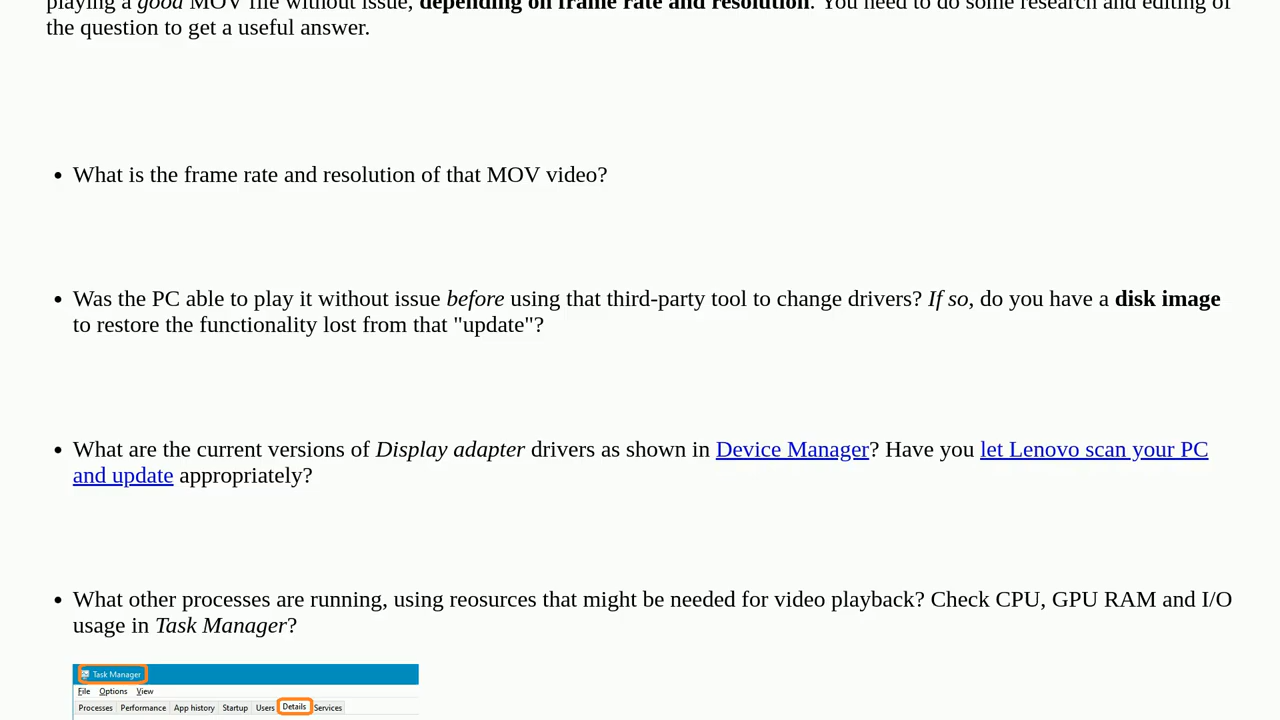 playing a good MOV file without issue, depending on frame rate and resolution. You need to do some research and editing of
the question to get a useful answer.
• What is the frame rate and resolution of that MOV video?
• Was the PC able to play it without issue before using that third-party tool to change drivers? If so, do you have a disk image
to restore the functionality lost from that "update"?
• What are the current versions of Display adapter drivers as shown in Device Manager? Have you let Lenovo scan your PC
and update appropriately?
• What other processes are running, using reosurces that might be needed for video playback? Check CPU, GPU RAM and I/O
usage in Task Manager?
Task Manager
File Options View
Processes Performance App history Startup Users Details Services